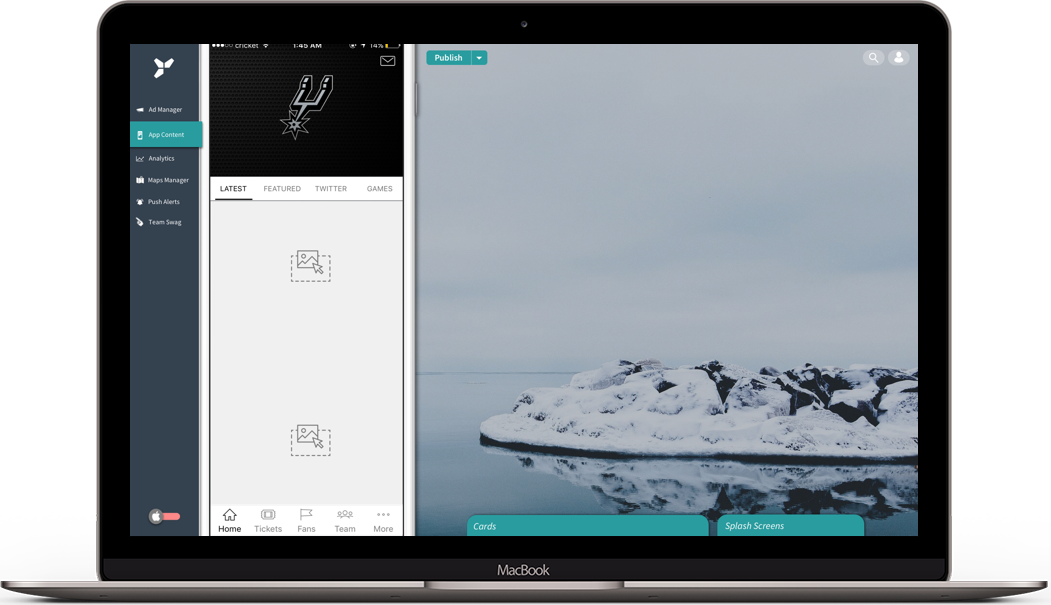 cricket
1:45 AM
14%
Publish
Ad Manager
App Content
Analytics
Maps Manager
Push Alerts
Team Swag
LATEST
FEATURED
TWITTER
GAMES
Home
Tickets
Fans
Team
More
Cards
Splash Screens
MacBook